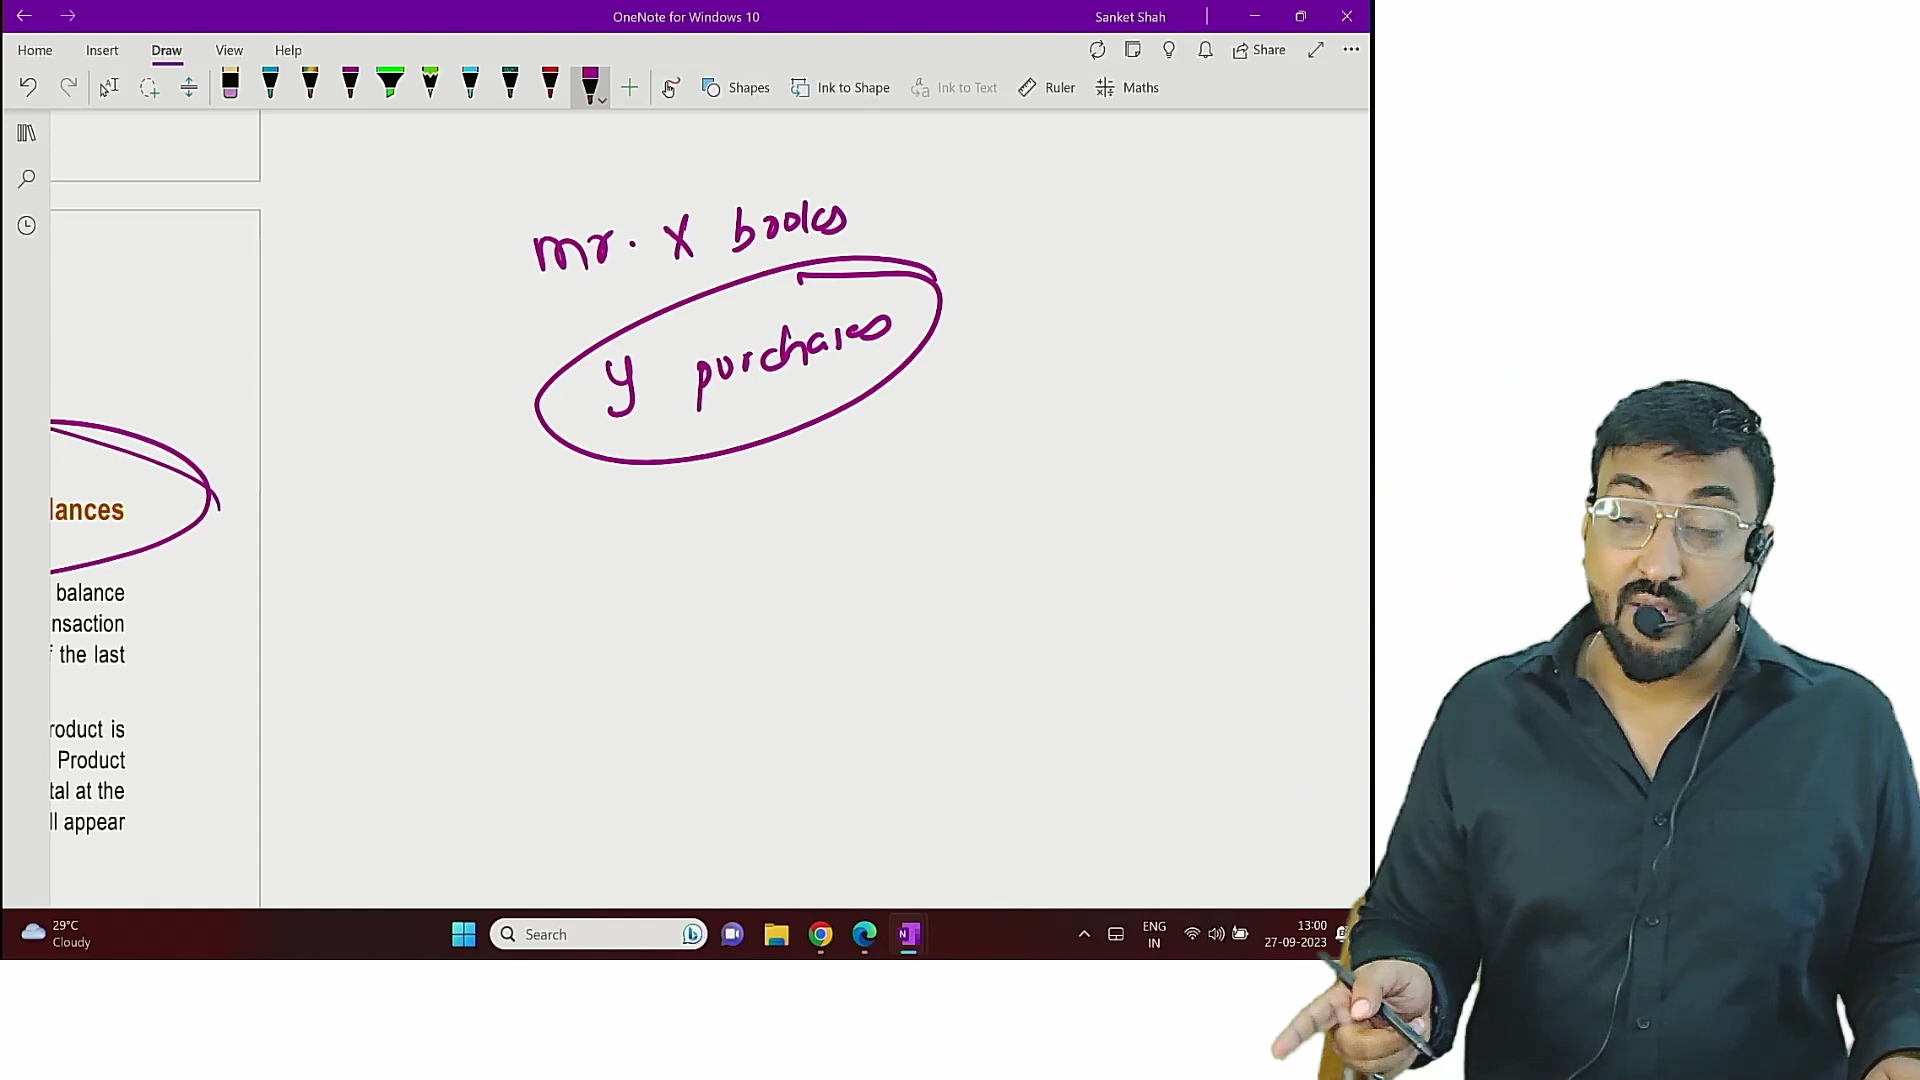 OneNote for Windows 10
Sanket Shah
Home Insert Draw View Help
Share
Shapes Ink to Shape Ink to Text Ruler Maths
mr. X books
y purchases
lances
balance
nsaction
f the last
roduct is
Product
tal at the
ll appear
29°C
Cloudy
Search
ENG
IN
13:00
27-09-2023